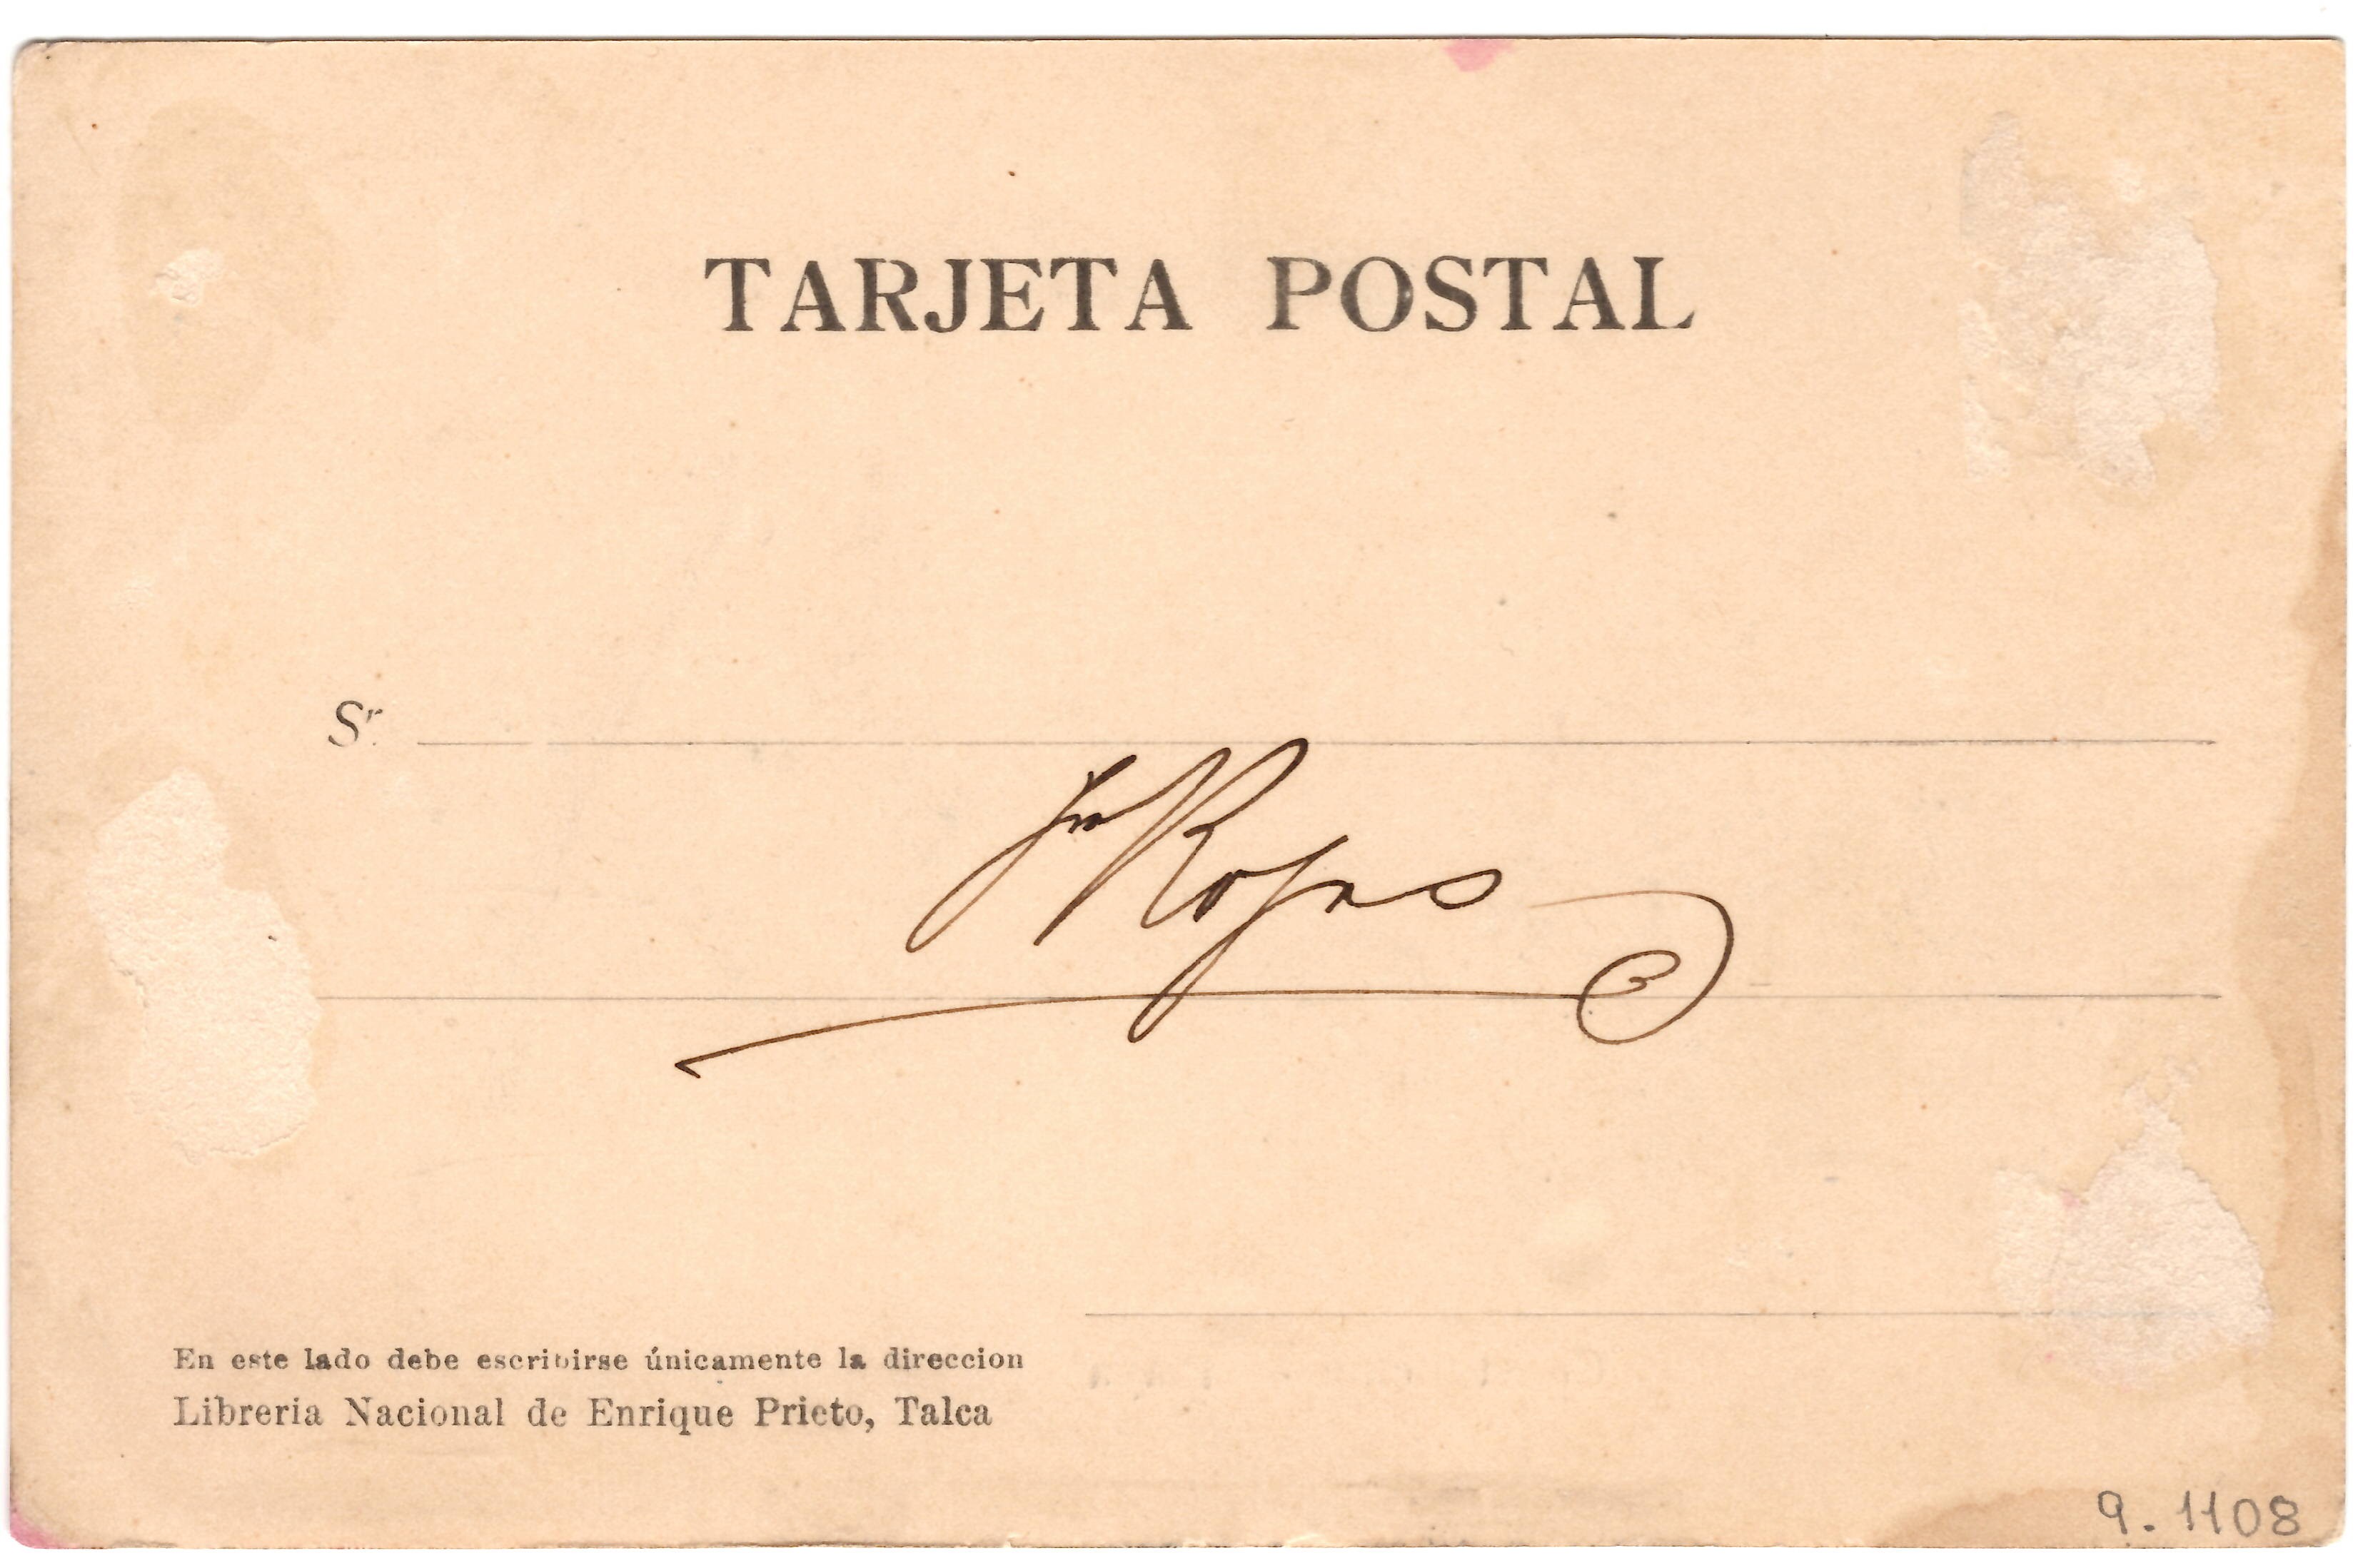 TARJETA POSTAL
Sr.
Rojas
En este lado debe escribirse únicamente la direccion
Libreria Nacional de Enrique Prieto, Talca
9.1108